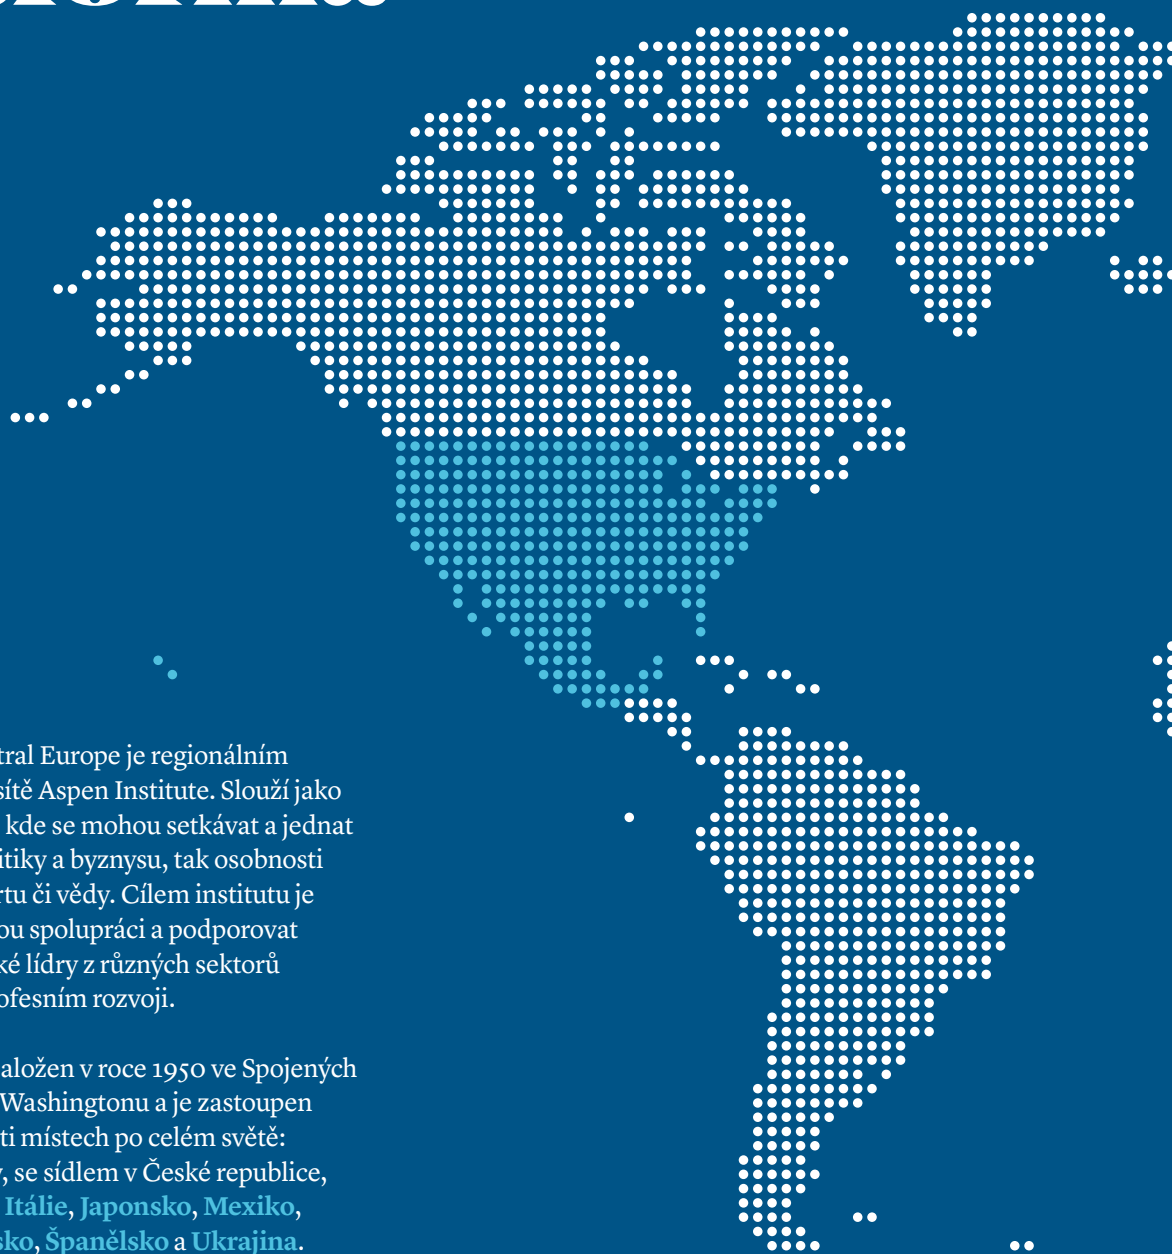 tral Europe je regionálním
sítě Aspen Institute. Slouží jako
kde se mohou setkávat a jednat
itiky a byznysu, tak osobnosti
rtu či vědy. Cílem institutu je
ou spolupráci a podporovat
ké lídry z různých sektorů
ofesním rozvoji.
aložen v roce 1950 ve Spojených
Washingtonu a je zastoupen
ti místech po celém světě:
, se sídlem v České republice,
Itálie, Japonsko, Mexiko,
sko, Španělsko a Ukrajina.